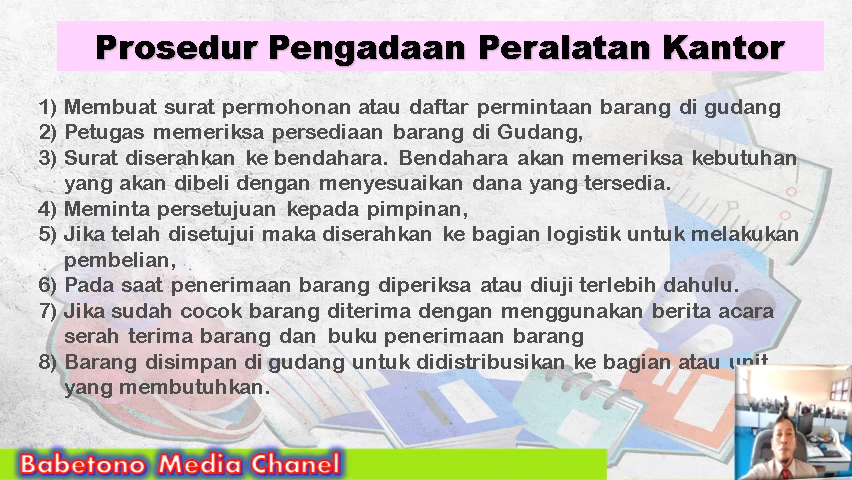 Prosedur Pengadaan Peralatan Kantor
1) Membuat surat permohonan atau daftar permintaan barang di gudang
2) Petugas memeriksa persediaan barang di Gudang,
3) Surat diserahkan ke bendahara. Bendahara akan memeriksa kebutuhan
yang akan dibeli dengan menyesuaikan dana yang tersedia.
4) Meminta persetujuan kepada pimpinan,
5) Jika telah disetujui maka diserahkan ke bagian logistik untuk melakukan
pembelian,
6) Pada saat penerimaan barang diperiksa atau diuji terlebih dahulu.
7) Jika sudah cocok barang diterima dengan menggunakan berita acara
serah terima barang dan buku penerimaan barang
8) Barang disimpan di gudang untuk didistribusikan ke bagian atau unit
yang membutuhkan.
Babetono Media Chanel